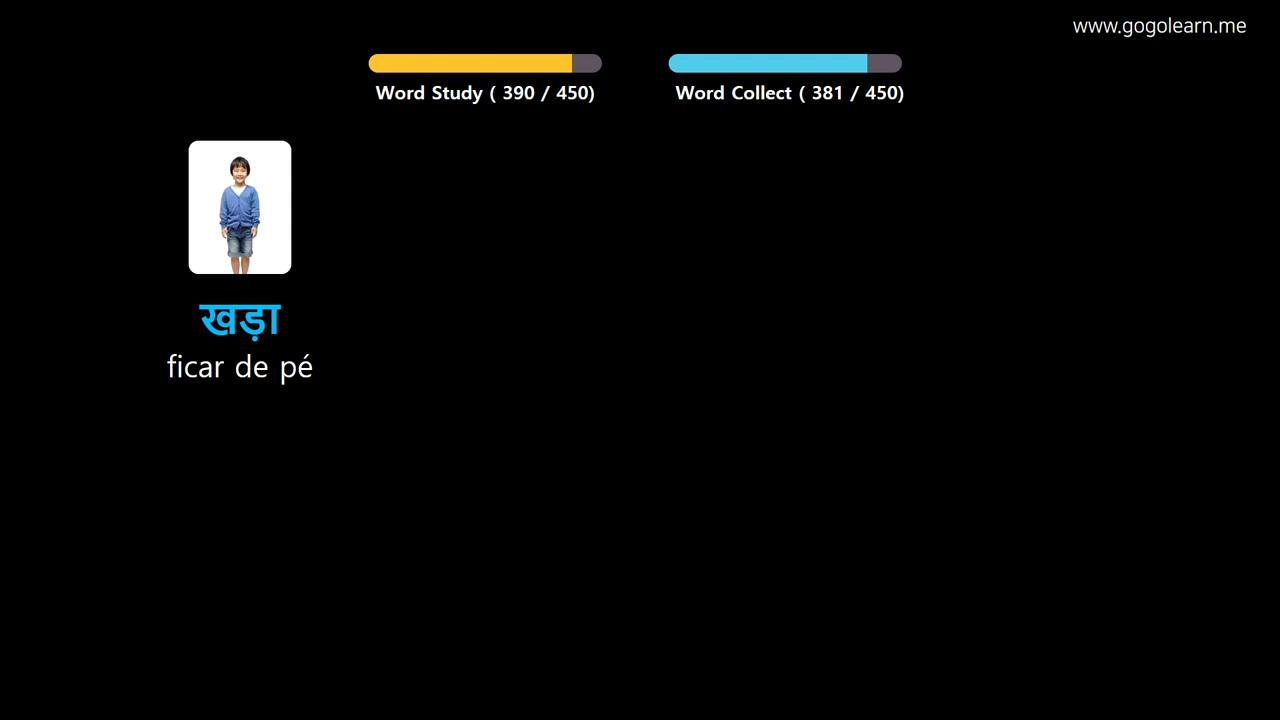 www.gogolearn.me
Word Study ( 390 / 450)
Word Collect ( 381 / 450)
खड़ा
ficar de pé